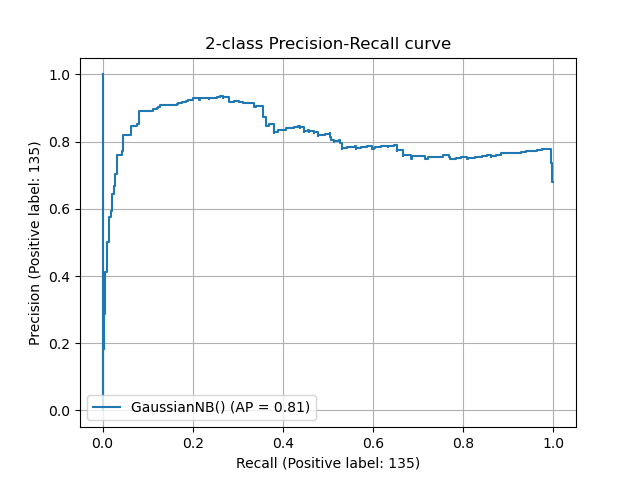 2-class Precision-Recall curve
1.0
0.8
0.6
0.4
0.2
0.0
Precision (Positive label: 135)
GaussianNB() (AP = 0.81)
0.0 0.2 0.4 0.6 0.8 1.0
Recall (Positive label: 135)